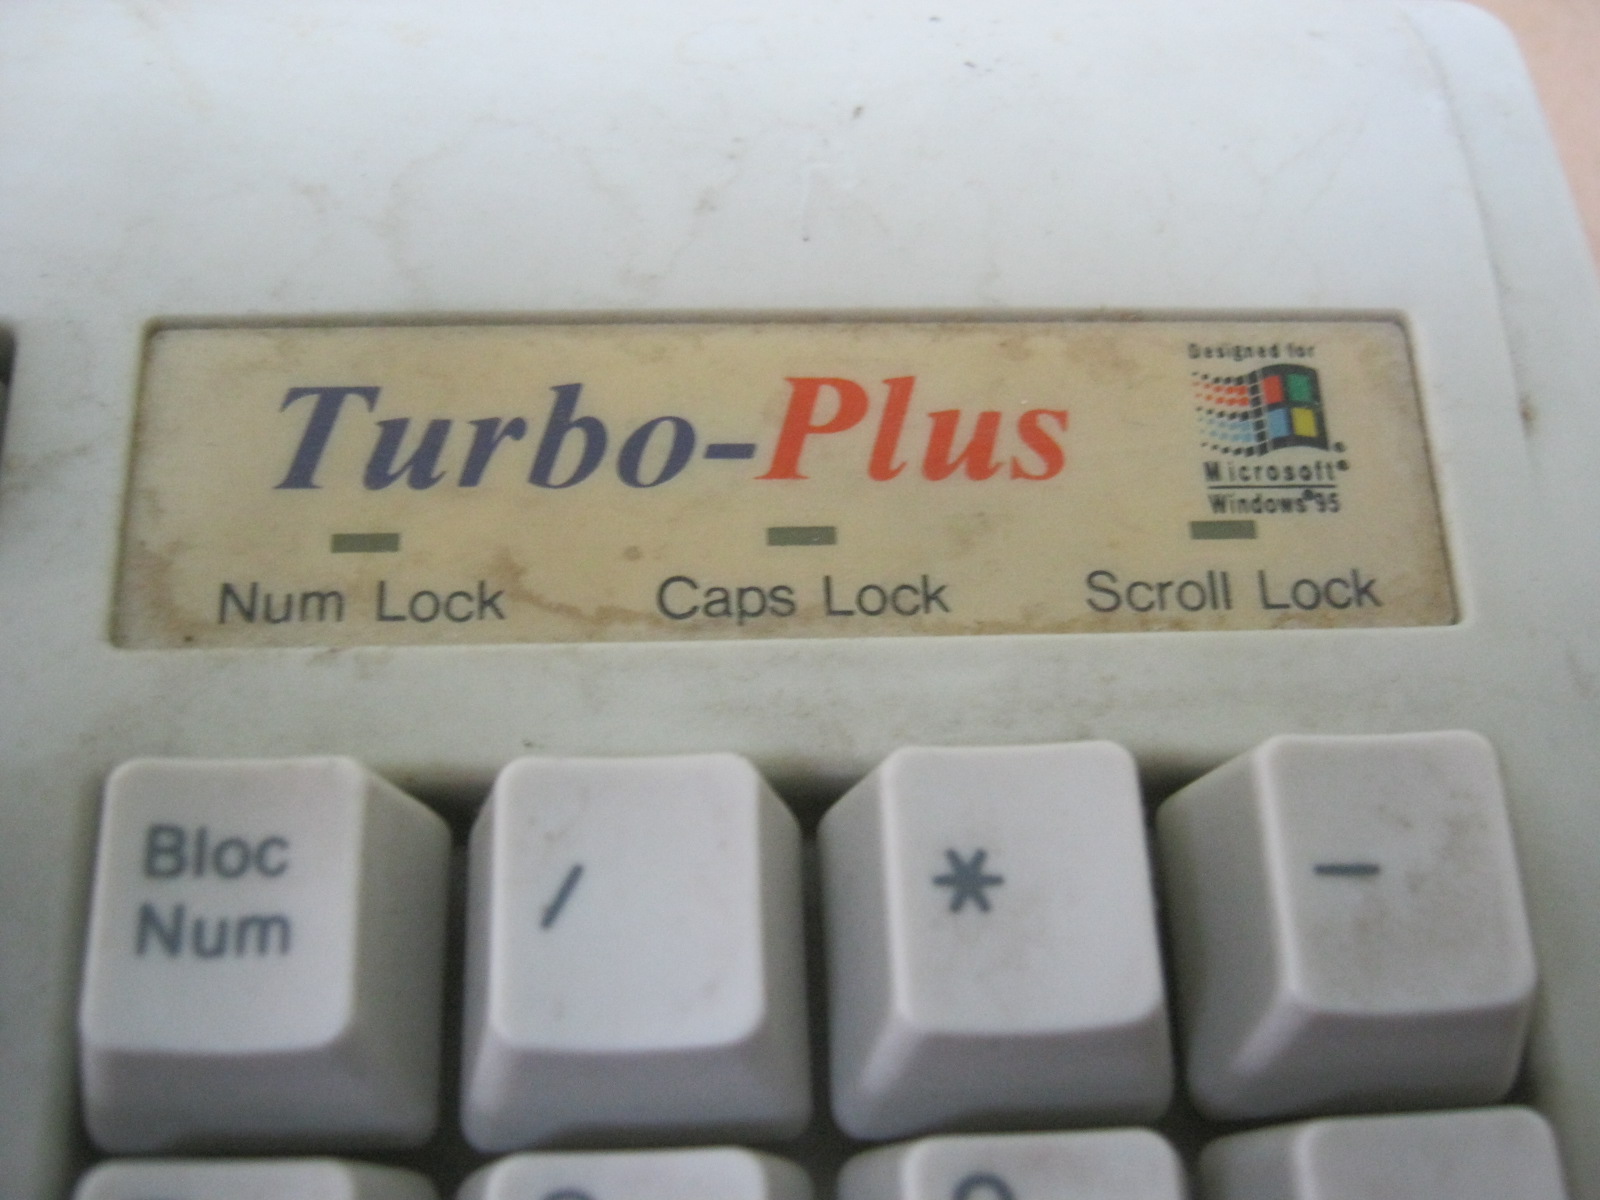 Designed for
Turbo-Plus
Microsoft®
Windows®95
Num Lock Caps Lock Scroll Lock
Bloc
Num
/ * −